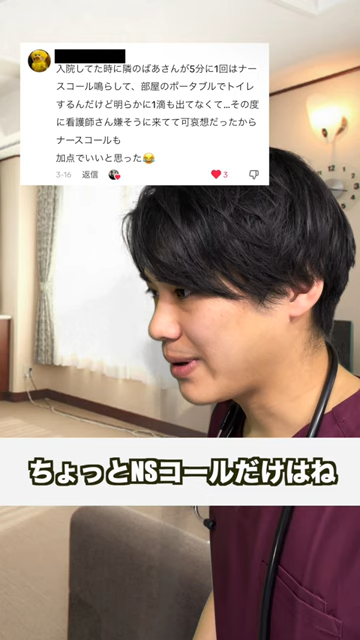 入院してた時に隣のばあさんが5分に1回はナー
スコール鳴らして、部屋のポータブルでトイレ
するんだけど明らかに1滴も出てなくて...その度
に看護師さん嫌そうに来てて可哀想だったから
ナースコールも
加点でいいと思った😂
3-16 返信 3
ちょっとNSコールだけはね